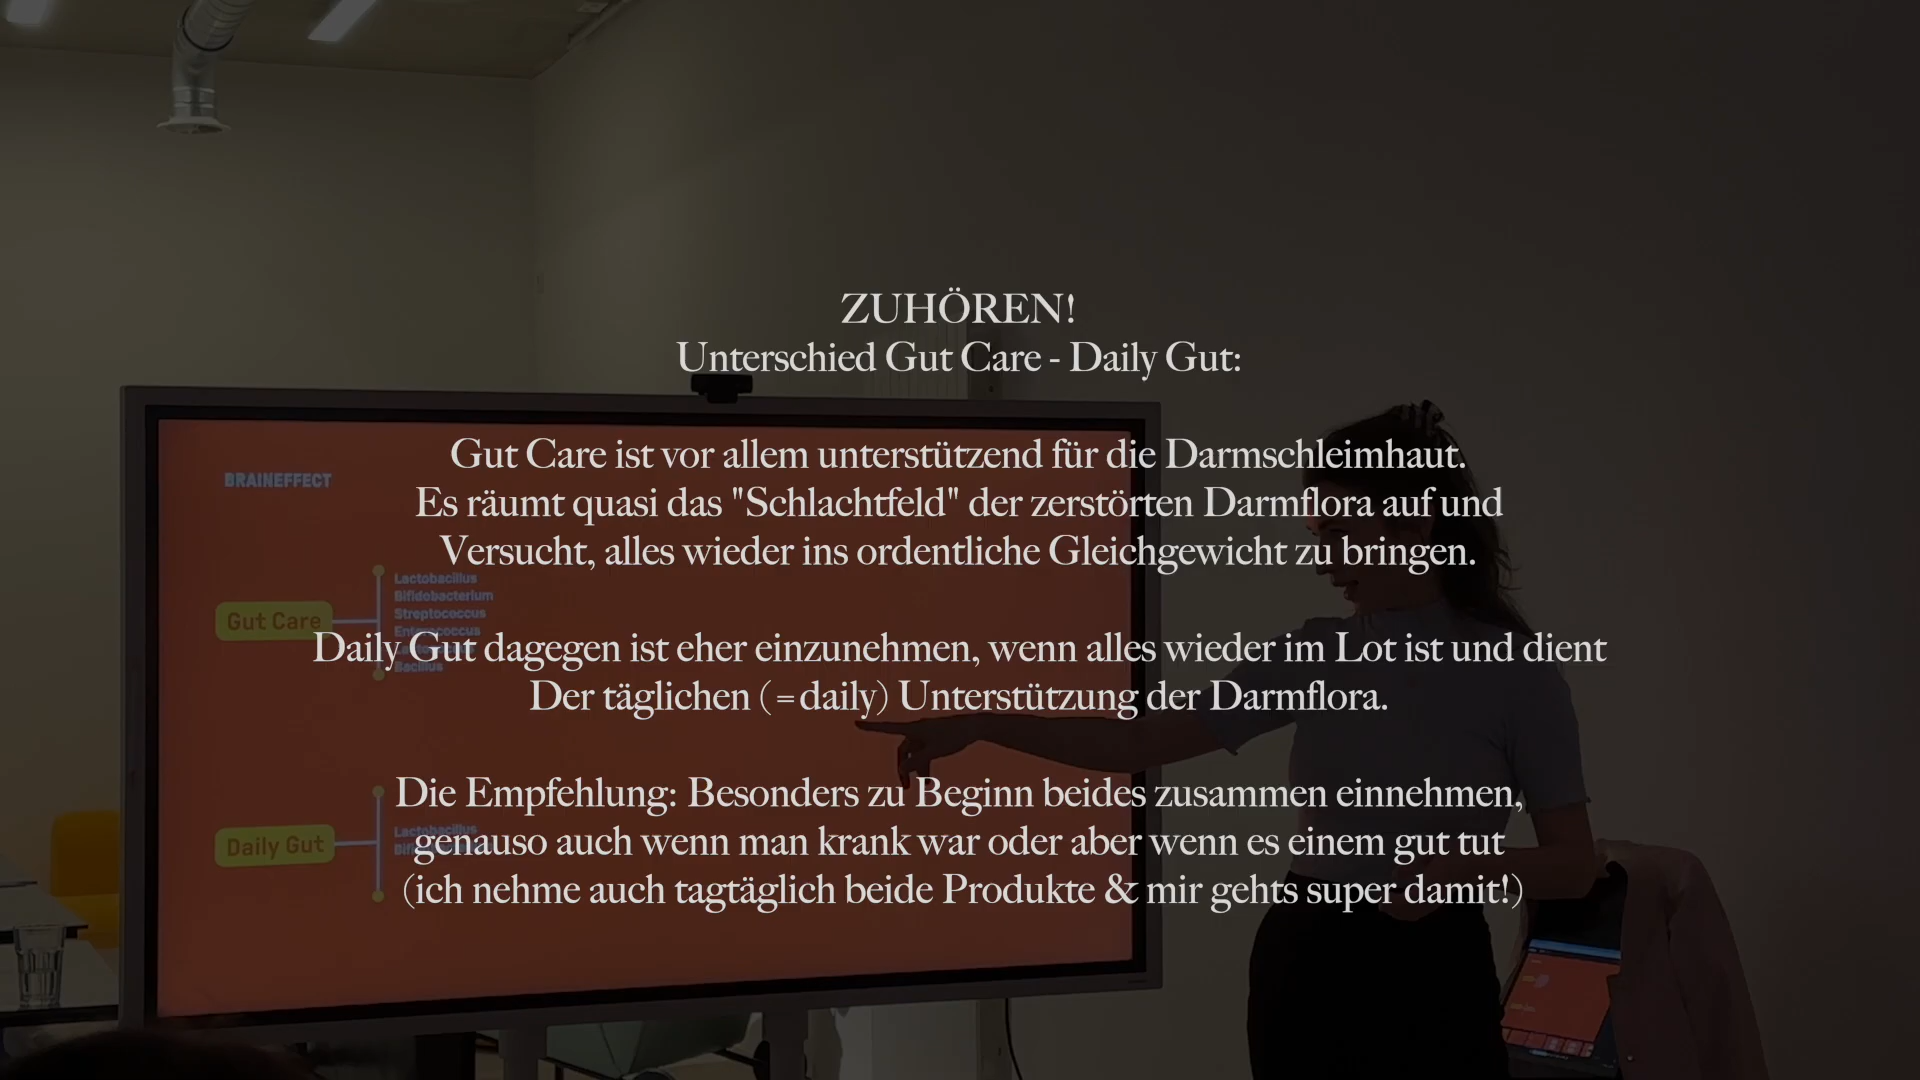 ZUHÖREN!
Unterschied Gut Care - Daily Gut:
Gut Care ist vor allem unterstützend für die Darmschleimhaut.
Es räumt quasi das "Schlachtfeld" der zerstörten Darmflora auf und
Versucht, alles wieder ins ordentliche Gleichgewicht zu bringen.
Daily Gut dagegen ist eher einzunehmen, wenn alles wieder im Lot ist und dient
Der täglichen (=daily) Unterstützung der Darmflora.
Die Empfehlung: Besonders zu Beginn beides zusammen einnehmen,
genauso auch wenn man krank war oder aber wenn es einem gut tut
(ich nehme auch tagtäglich beide Produkte & mir gehts super damit!)
BRAINEFFECT
Gut Care
Lactobacillus
Bifidobacterium
Streptococcus
Enterococcus
Bacillus
Daily Gut
Lactobacillus